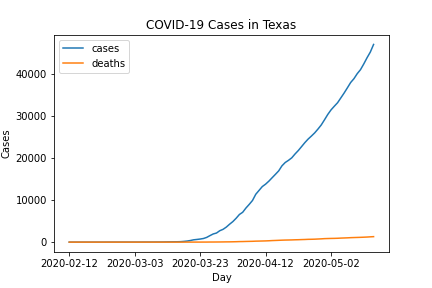 COVID-19 Cases in Texas
cases
deaths
40000
30000
20000
10000
0
Cases
2020-02-12 2020-03-03 2020-03-23 2020-04-12 2020-05-02
Day